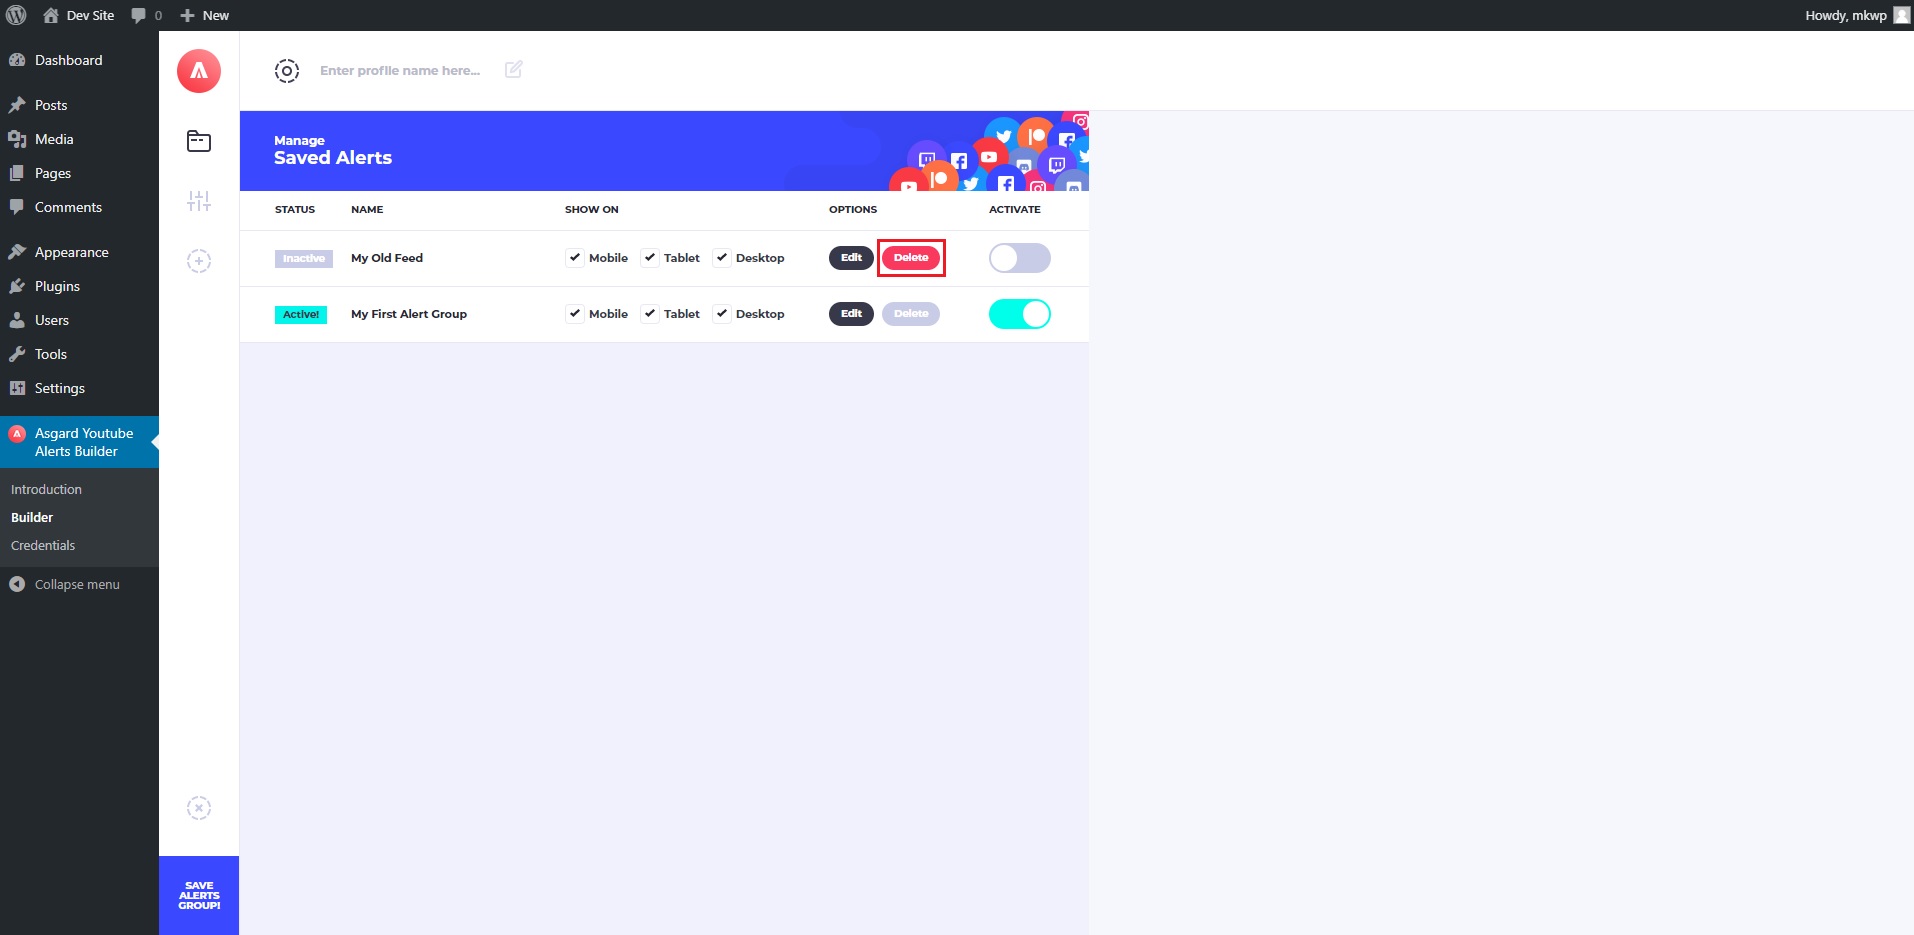 Dev Site
0
New
Howdy, mkwp
Dashboard
Posts
Media
Pages
Comments
Appearance
Plugins
Users
Tools
Settings
Asgard Youtube
Alerts Builder
Introduction
Builder
Credentials
Collapse menu
SAVE
ALERTS
GROUP!
Enter profile name here...
Manage
Saved Alerts
STATUS NAME SHOW ON OPTIONS ACTIVATE
Inactive My Old Feed Mobile Tablet Desktop Edit Delete
Active! My First Alert Group Mobile Tablet Desktop Edit Delete